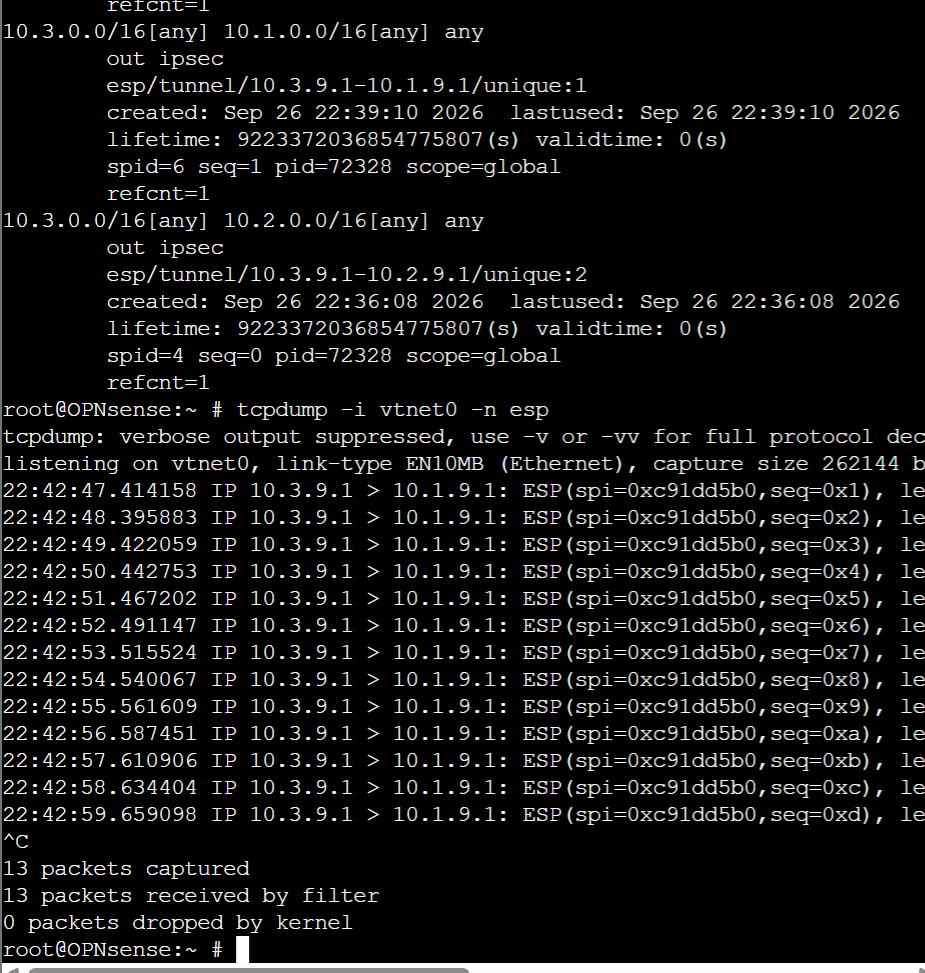 refcnt=1
10.3.0.0/16[any] 10.1.0.0/16[any] any
out ipsec
esp/tunnel/10.3.9.1-10.1.9.1/unique:1
created: Sep 26 22:39:10 2026  lastused: Sep 26 22:39:10 2026
lifetime: 9223372036854775807(s) validtime: 0(s)
spid=6 seq=1 pid=72328 scope=global
refcnt=1
10.3.0.0/16[any] 10.2.0.0/16[any] any
out ipsec
esp/tunnel/10.3.9.1-10.2.9.1/unique:2
created: Sep 26 22:36:08 2026  lastused: Sep 26 22:36:08 2026
lifetime: 9223372036854775807(s) validtime: 0(s)
spid=4 seq=0 pid=72328 scope=global
refcnt=1
root@OPNsense:~ # tcpdump -i vtnet0 -n esp
tcpdump: verbose output suppressed, use -v or -vv for full protocol dec
listening on vtnet0, link-type EN10MB (Ethernet), capture size 262144 b
22:42:47.414158 IP 10.3.9.1 > 10.1.9.1: ESP(spi=0xc91dd5b0,seq=0x1), le
22:42:48.395883 IP 10.3.9.1 > 10.1.9.1: ESP(spi=0xc91dd5b0,seq=0x2), le
22:42:49.422059 IP 10.3.9.1 > 10.1.9.1: ESP(spi=0xc91dd5b0,seq=0x3), le
22:42:50.442753 IP 10.3.9.1 > 10.1.9.1: ESP(spi=0xc91dd5b0,seq=0x4), le
22:42:51.467202 IP 10.3.9.1 > 10.1.9.1: ESP(spi=0xc91dd5b0,seq=0x5), le
22:42:52.491147 IP 10.3.9.1 > 10.1.9.1: ESP(spi=0xc91dd5b0,seq=0x6), le
22:42:53.515524 IP 10.3.9.1 > 10.1.9.1: ESP(spi=0xc91dd5b0,seq=0x7), le
22:42:54.540067 IP 10.3.9.1 > 10.1.9.1: ESP(spi=0xc91dd5b0,seq=0x8), le
22:42:55.561609 IP 10.3.9.1 > 10.1.9.1: ESP(spi=0xc91dd5b0,seq=0x9), le
22:42:56.587451 IP 10.3.9.1 > 10.1.9.1: ESP(spi=0xc91dd5b0,seq=0xa), le
22:42:57.610906 IP 10.3.9.1 > 10.1.9.1: ESP(spi=0xc91dd5b0,seq=0xb), le
22:42:58.634404 IP 10.3.9.1 > 10.1.9.1: ESP(spi=0xc91dd5b0,seq=0xc), le
22:42:59.659098 IP 10.3.9.1 > 10.1.9.1: ESP(spi=0xc91dd5b0,seq=0xd), le
^C
13 packets captured
13 packets received by filter
0 packets dropped by kernel
root@OPNsense:~ #